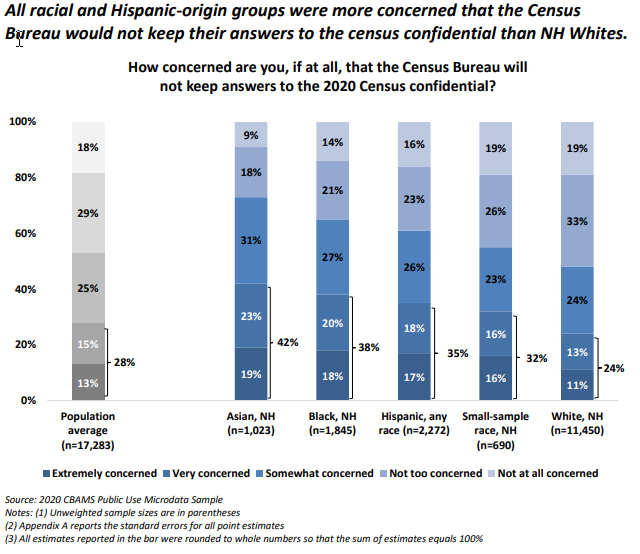 All racial and Hispanic-origin groups were more concerned that the Census
Bureau would not keep their answers to the census confidential than NH Whites.
How concerned are you, if at all, that the Census Bureau will
not keep answers to the 2020 Census confidential?
100%
80%
60%
40%
20%
0%
18%
29%
25%
15%
13%
28%
9%
18%
31%
23%
19%
42%
14%
21%
27%
20%
18%
38%
16%
23%
26%
18%
17%
35%
19%
26%
23%
16%
16%
32%
19%
33%
24%
13%
11%
24%
Population
average
(n=17,283)
Asian, NH
(n=1,023)
Black, NH
(n=1,845)
Hispanic, any
race (n=2,272)
Small-sample
race, NH
(n=690)
White, NH
(n=11,450)
Extremely concerned
Very concerned
Somewhat concerned
Not too concerned
Not at all concerned
Source: 2020 CBAMS Public Use Microdata Sample
Notes: (1) Unweighted sample sizes are in parentheses
(2) Appendix A reports the standard errors for all point estimates
(3) All estimates reported in the bar were rounded to whole numbers so that the sum of estimates equals 100%